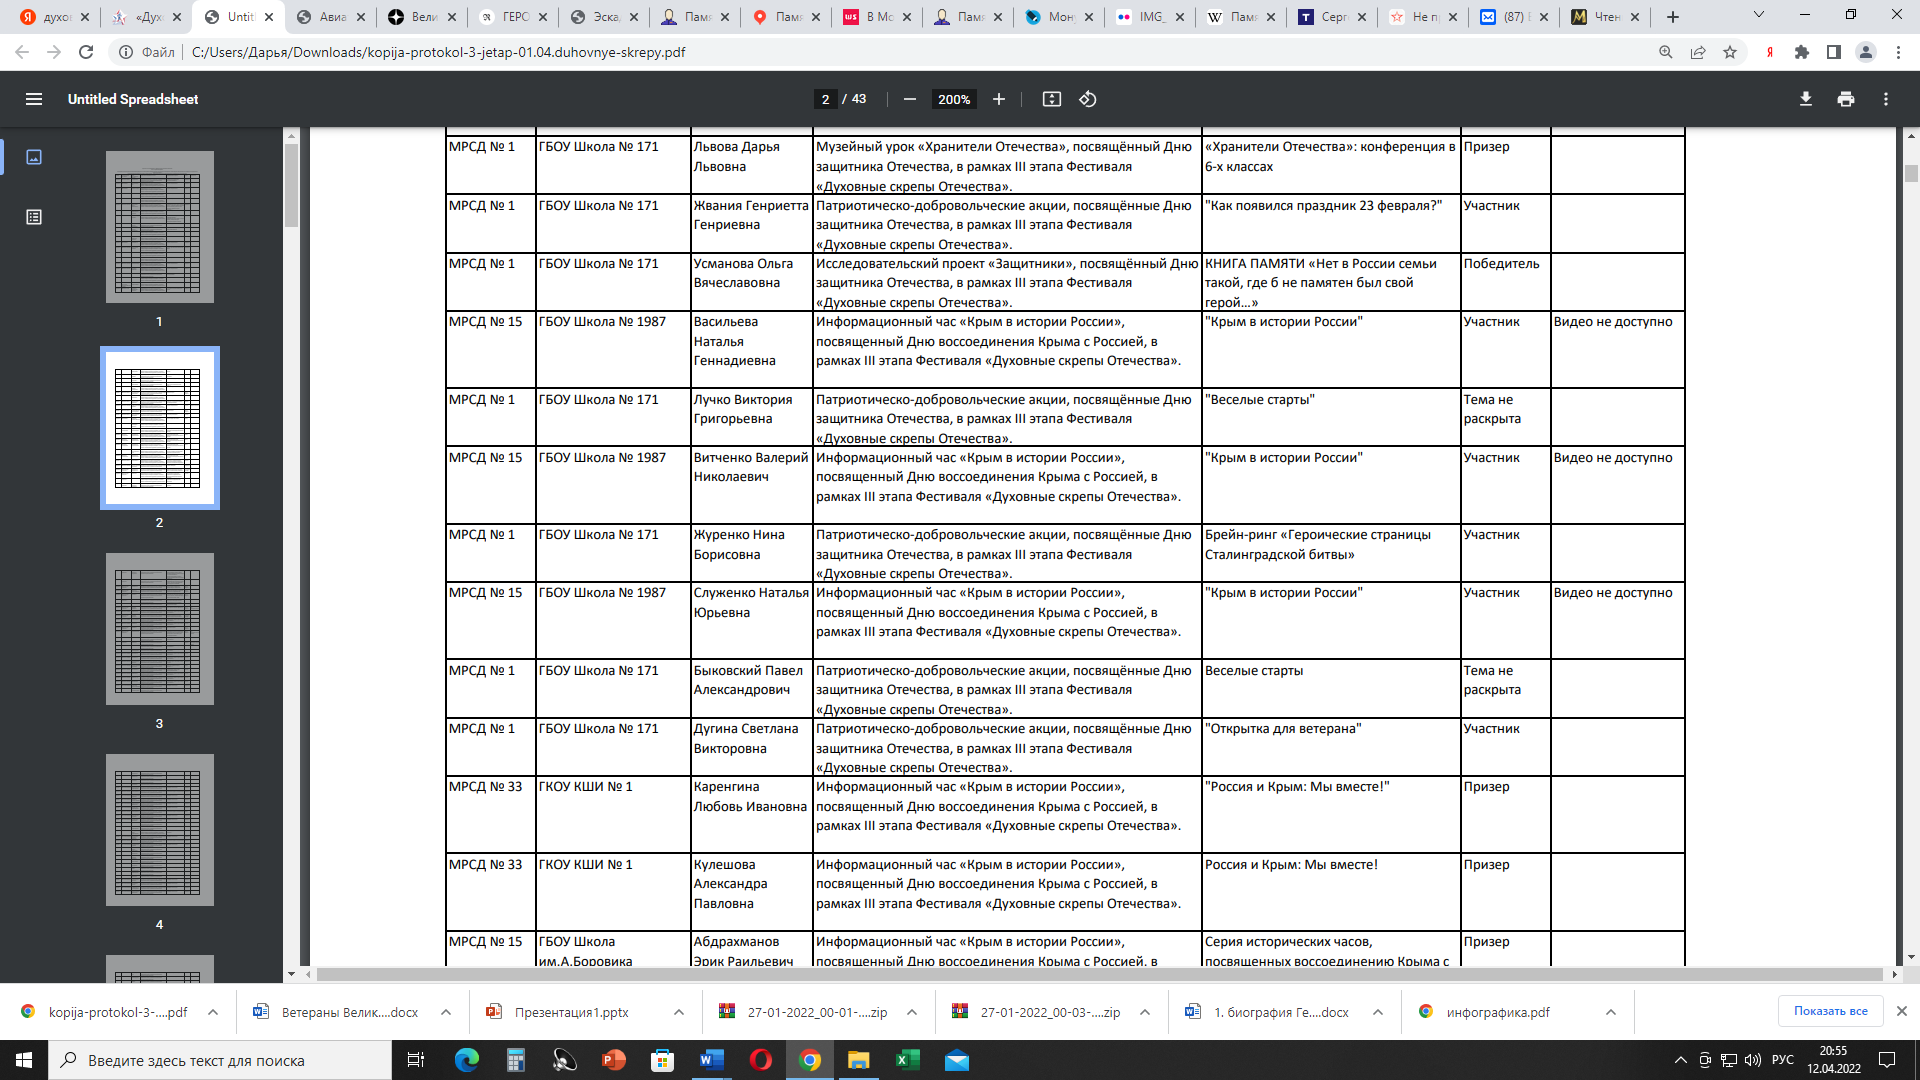 духо
«Духо
Untitl
Авиа
Вели
ГЕРО
Эска
Памя
Памя
В Мо
Памя
Мону
IMG_
Памя
Серг
Не пр
(87) В
Чтен
Файл C:/Users/Дарья/Downloads/kopija-protokol-3-jetap-01.04.duhovnye-skrepy.pdf
Untitled Spreadsheet
2 / 43
200%
1
2
3
4
МРСД № 1 ГБОУ Школа № 171 Львова Дарья Музейный урок «Хранители Отечества», посвящённый Дню «Хранители Отечества»: конференция в Призер
Львовна защитника Отечества, в рамках III этапа Фестиваля 6-х классах
«Духовные скрепы Отечества».
МРСД № 1 ГБОУ Школа № 171 Жвания Генриетта Патриотическо-добровольческие акции, посвящённые Дню "Как появился праздник 23 февраля?" Участник
Генриевна защитника Отечества, в рамках III этапа Фестиваля
«Духовные скрепы Отечества».
МРСД № 1 ГБОУ Школа № 171 Усманова Ольга Исследовательский проект «Защитники», посвящённый Дню КНИГА ПАМЯТИ «Нет в России семьи Победитель
Вячеславовна защитника Отечества, в рамках III этапа Фестиваля такой, где б не памятен был свой
«Духовные скрепы Отечества». герой...»
МРСД № 15 ГБОУ Школа № 1987 Васильева Информационный час «Крым в истории России», "Крым в истории России" Участник Видео не доступно
Наталья посвященный Дню воссоединения Крыма с Россией, в
Геннадиевна рамках III этапа Фестиваля «Духовные скрепы Отечества».
МРСД № 1 ГБОУ Школа № 171 Лучко Виктория Патриотическо-добровольческие акции, посвящённые Дню "Веселые старты" Тема не
Григорьевна защитника Отечества, в рамках III этапа Фестиваля раскрыта
«Духовные скрепы Отечества».
МРСД № 15 ГБОУ Школа № 1987 Витченко Валерий Информационный час «Крым в истории России», "Крым в истории России" Участник Видео не доступно
Николаевич посвященный Дню воссоединения Крыма с Россией, в
рамках III этапа Фестиваля «Духовные скрепы Отечества».
МРСД № 1 ГБОУ Школа № 171 Журенко Нина Патриотическо-добровольческие акции, посвящённые Дню Брейн-ринг «Героические страницы Участник
Борисовна защитника Отечества, в рамках III этапа Фестиваля Сталинградской битвы»
«Духовные скрепы Отечества».
МРСД № 15 ГБОУ Школа № 1987 Служенко Наталья Информационный час «Крым в истории России», "Крым в истории России" Участник Видео не доступно
Юрьевна посвященный Дню воссоединения Крыма с Россией, в
рамках III этапа Фестиваля «Духовные скрепы Отечества».
МРСД № 1 ГБОУ Школа № 171 Быковский Павел Патриотическо-добровольческие акции, посвящённые Дню Веселые старты Тема не
Александрович защитника Отечества, в рамках III этапа Фестиваля раскрыта
«Духовные скрепы Отечества».
МРСД № 1 ГБОУ Школа № 171 Дугина Светлана Патриотическо-добровольческие акции, посвящённые Дню "Открытка для ветерана" Участник
Викторовна защитника Отечества, в рамках III этапа Фестиваля
«Духовные скрепы Отечества».
МРСД № 33 ГКОУ КШИ № 1 Каренгина Информационный час «Крым в истории России», "Россия и Крым: Мы вместе!" Призер
Любовь Ивановна посвященный Дню воссоединения Крыма с Россией, в
рамках III этапа Фестиваля «Духовные скрепы Отечества».
МРСД № 33 ГКОУ КШИ № 1 Кулешова Информационный час «Крым в истории России», Россия и Крым: Мы вместе! Призер
Александра посвященный Дню воссоединения Крыма с Россией, в
Павловна рамках III этапа Фестиваля «Духовные скрепы Отечества».
МРСД № 15 ГБОУ Школа Абдрахманов Информационный час «Крым в истории России», Серия исторических часов, Призер
им.А.Боровика Эрик Раильевич посвященный Дню воссоединения Крыма с Россией, в посвященных воссоединению Крыма с
kopija-protokol-3-....pdf
Ветераны Велик....docx
Презентация1.pptx
27-01-2022_00-01-....zip
27-01-2022_00-03-....zip
1. биография Ге....docx
инфографика.pdf
Показать все
Введите здесь текст для поиска
РУС
20:55
12.04.2022